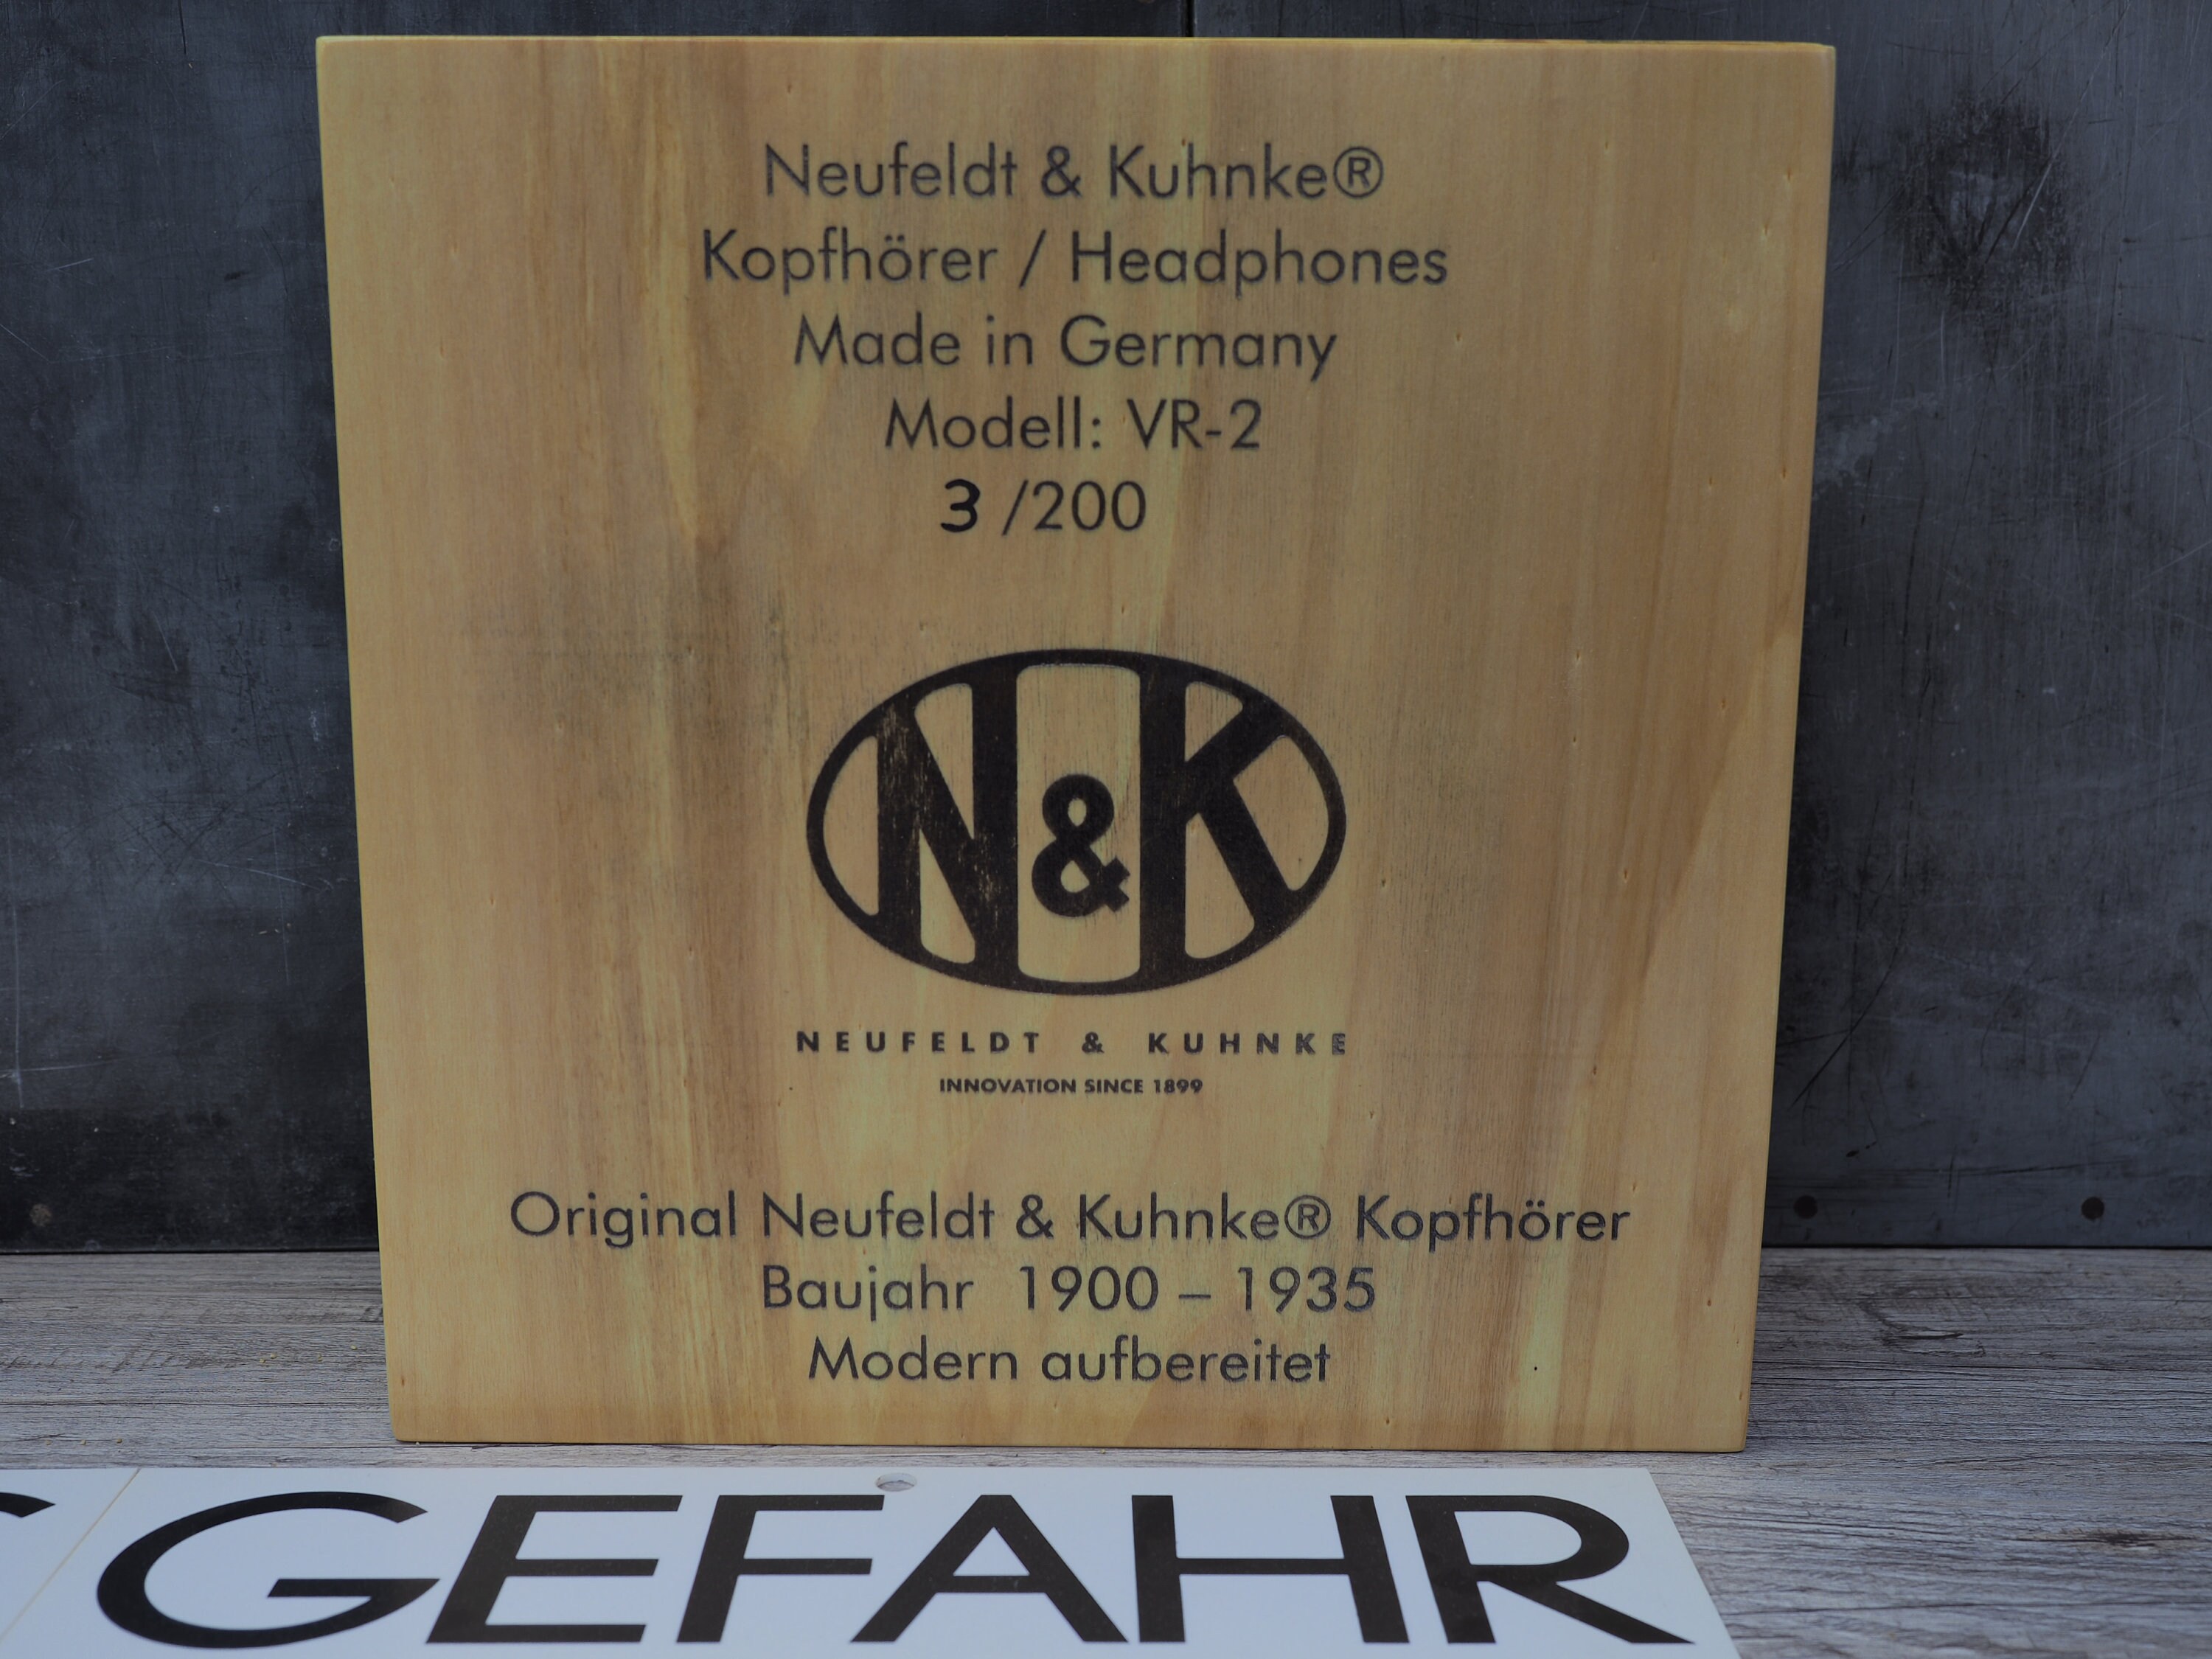 Neufeldt & Kuhnke®
Kopfhörer / Headphones
Made in Germany
Modell: VR-2
3 /200
N&K
NEUFELDT & KUHNKE
INNOVATION SINCE 1899
Original Neufeldt & Kuhnke® Kopfhörer
Baujahr 1900 – 1935
Modern aufbereitet
GEFAHR